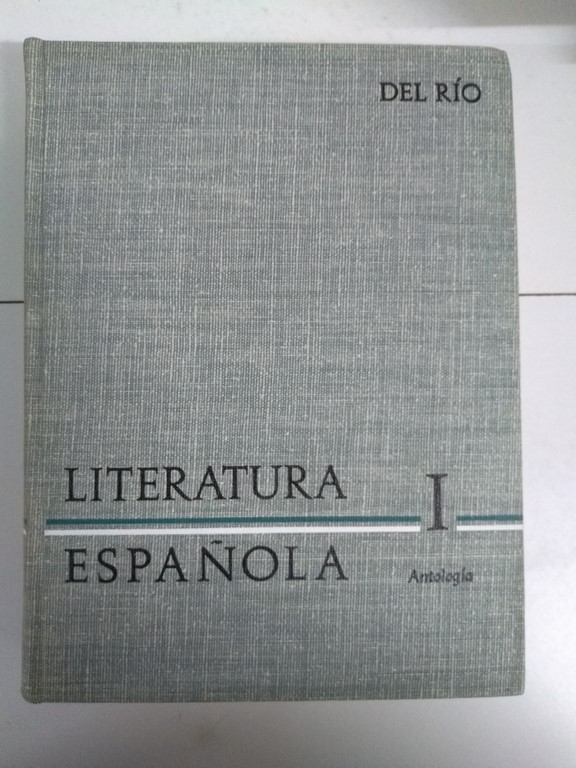 DEL RÍO
LITERATURA
I
ESPAÑOLA
Antología